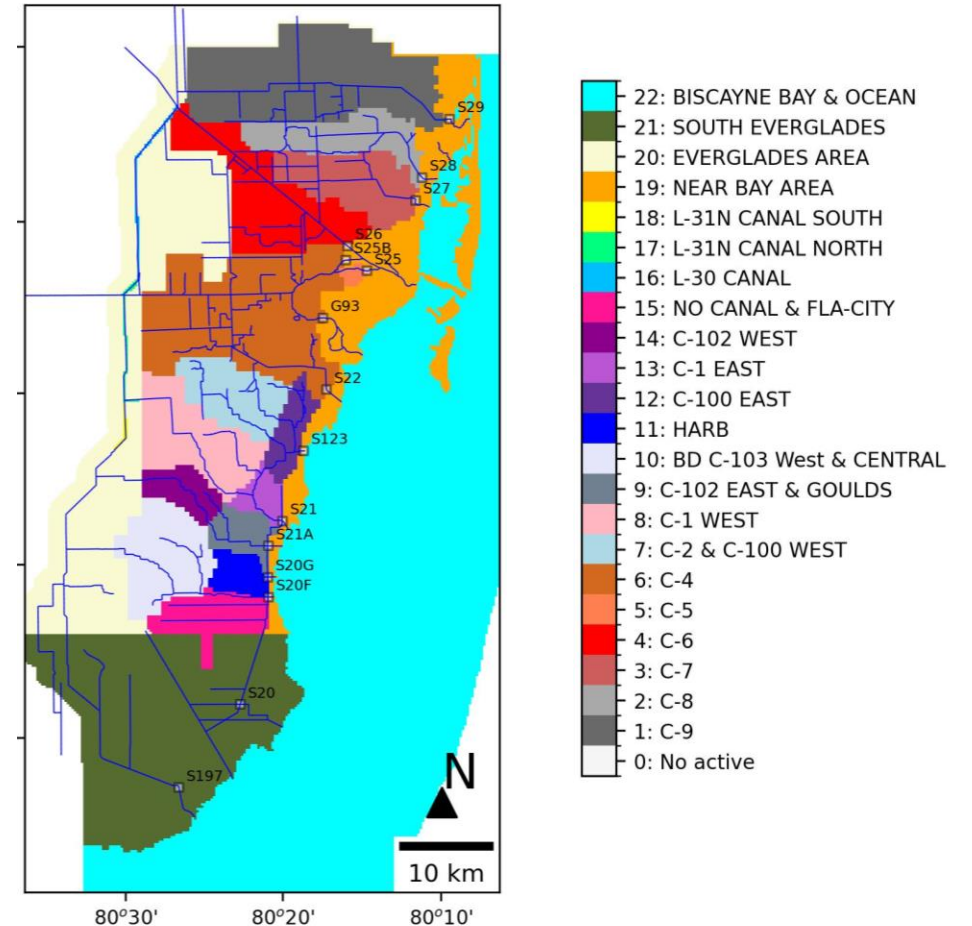 S29
S28
S27
S26
S25B
S25
G93
S22
S123
S21
S21A
S20G
S20F
S20
S197
N
10 km
80°30'
80°20'
80°10'
22: BISCAYNE BAY & OCEAN
21: SOUTH EVERGLADES
20: EVERGLADES AREA
19: NEAR BAY AREA
18: L-31N CANAL SOUTH
17: L-31N CANAL NORTH
16: L-30 CANAL
15: NO CANAL & FLA-CITY
14: C-102 WEST
13: C-1 EAST
12: C-100 EAST
11: HARB
10: BD C-103 West & CENTRAL
9: C-102 EAST & GOULDS
8: C-1 WEST
7: C-2 & C-100 WEST
6: C-4
5: C-5
4: C-6
3: C-7
2: C-8
1: C-9
0: No active